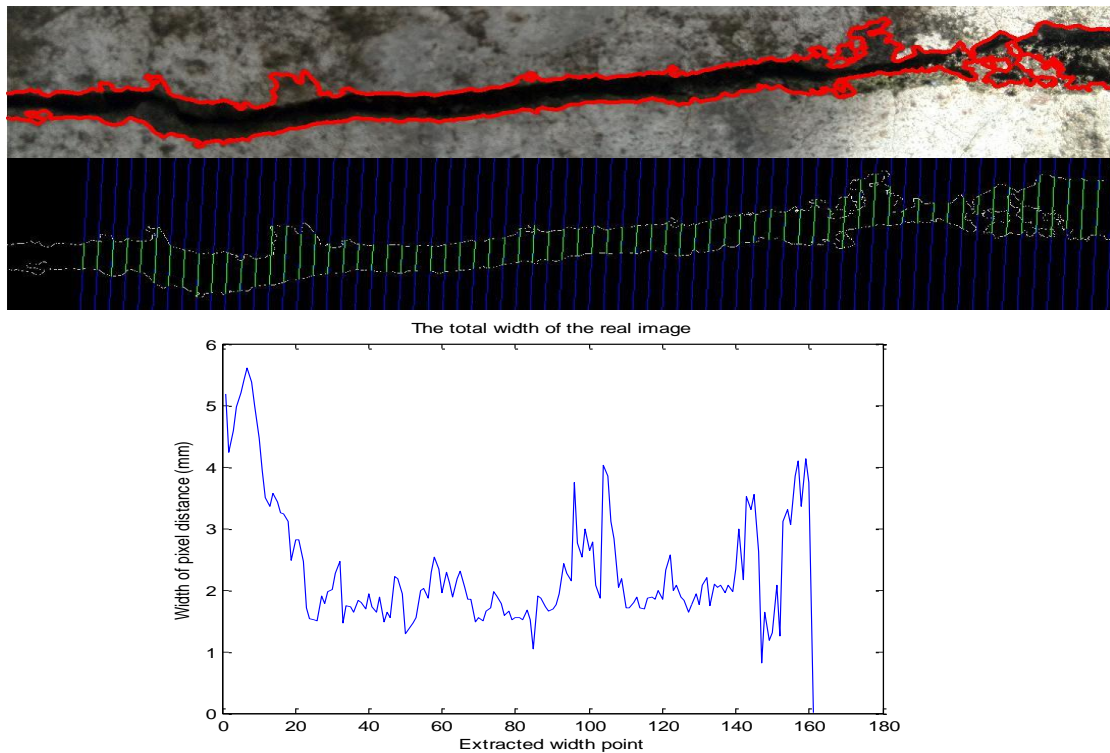 The total width of the real image
6
5
4
3
2
1
0
Width of pixel distance (mm)
0 20 40 60 80 100 120 140 160 180
Extracted width point